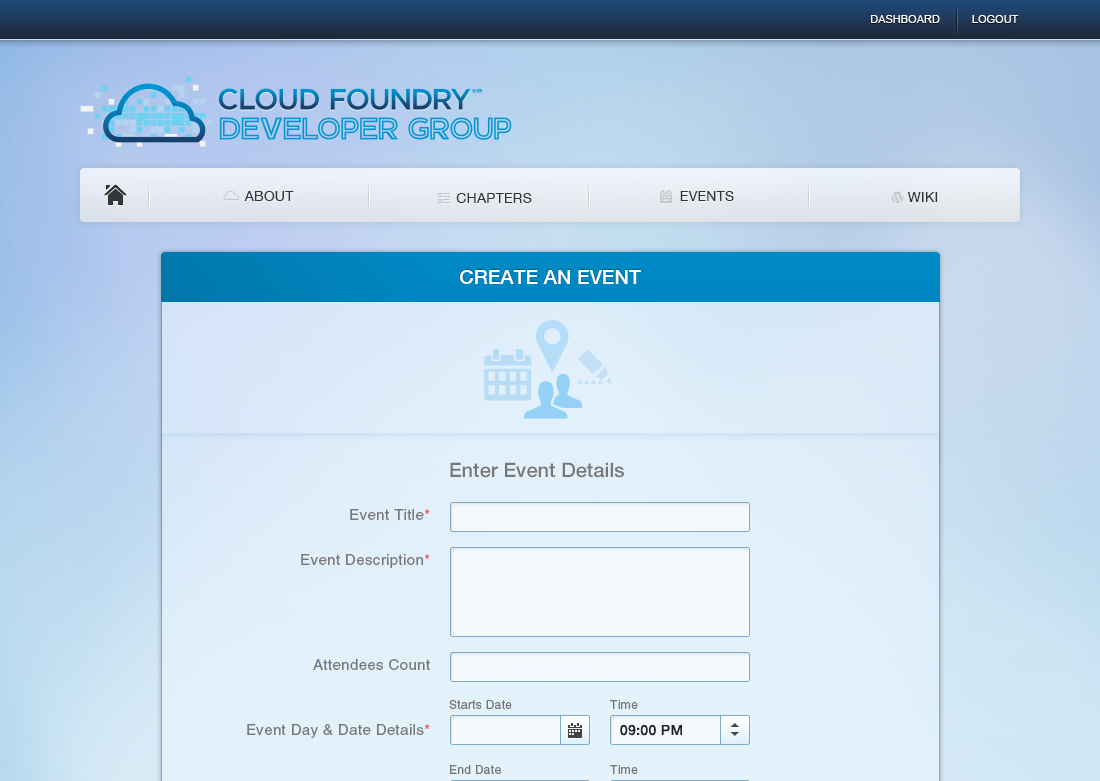 DASHBOARD
LOGOUT
CLOUD FOUNDRY™
DEVELOPER GROUP
ABOUT
CHAPTERS
EVENTS
WIKI
CREATE AN EVENT
Enter Event Details
Event Title*
Event Description*
Attendees Count
Starts Date
Time
Event Day & Date Details*
09:00 PM
End Date
Time